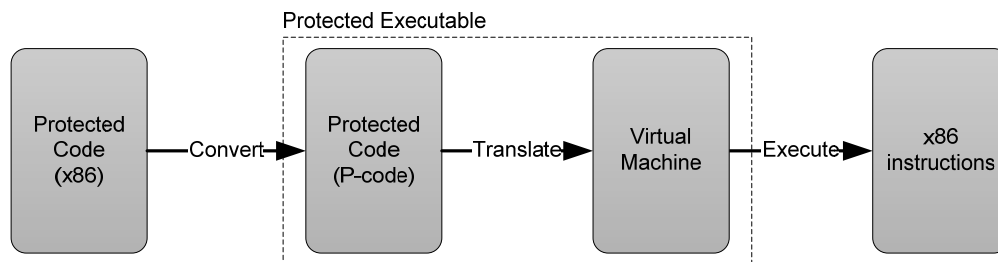 Protected Executable
Protected
Code
(x86)
Convert
Protected
Code
(P-code)
Translate
Virtual
Machine
Execute
x86
instructions